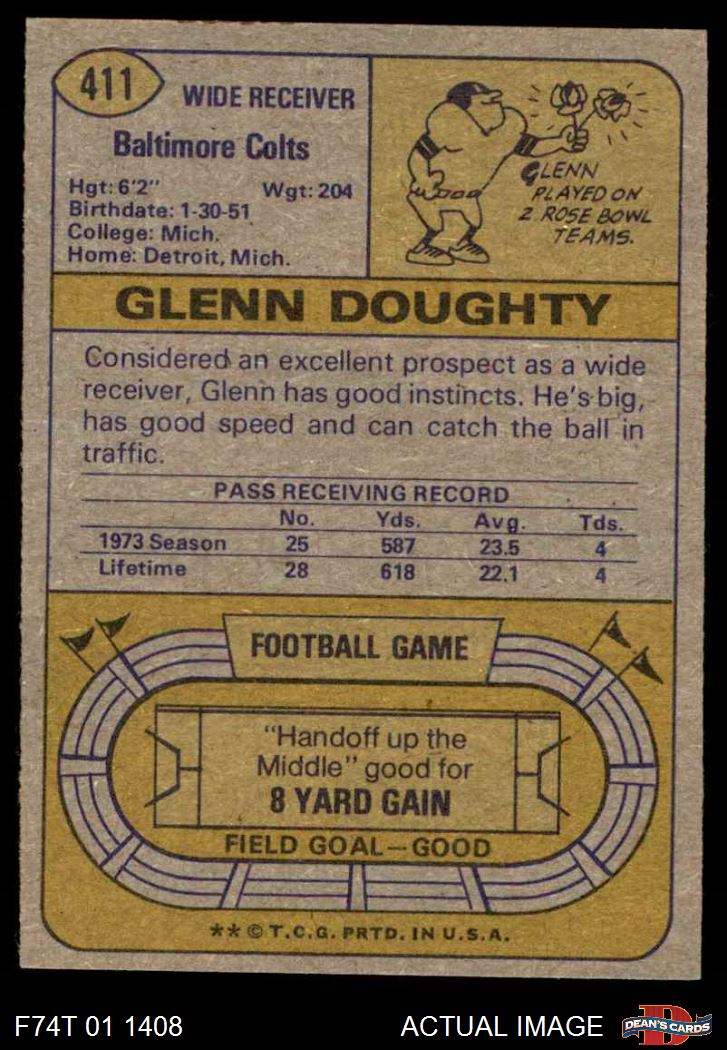 411
WIDE RECEIVER
Baltimore Colts
Hgt: 6'2" Wgt: 204
Birthdate: 1-30-51
College: Mich.
Home: Detroit, Mich.
GLENN
PLAYED ON
2 ROSE BOWL
TEAMS.
GLENN DOUGHTY
Considered an excellent prospect as a wide
receiver, Glenn has good instincts. He's big,
has good speed and can catch the ball in
traffic.
PASS RECEIVING RECORD
No. Yds. Avg. Tds.
1973 Season 25 587 23.5 4
Lifetime 28 618 22.1 4
FOOTBALL GAME
"Handoff up the
Middle" good for
8 YARD GAIN
FIELD GOAL—GOOD
** © T.C.G. PRTD. IN U.S.A.
F74T 01 1408 ACTUAL IMAGE
D
DEAN'S CARDS